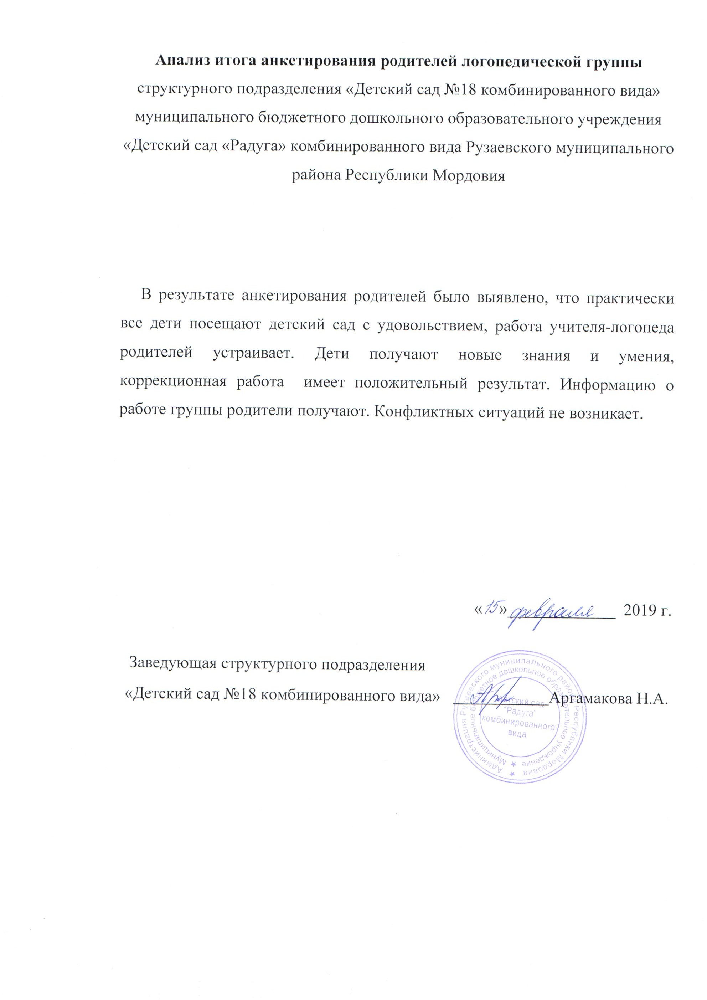 Анализ итога анкетирования родителей логопедической группы
структурного подразделения «Детский сад №18 комбинированного вида»
муниципального бюджетного дошкольного образовательного учреждения
«Детский сад «Радуга» комбинированного вида Рузаевского муниципального
района Республики Мордовия
В результате анкетирования родителей было выявлено, что практически
все дети посещают детский сад с удовольствием, работа учителя-логопеда
родителей устраивает. Дети получают новые знания и умения,
коррекционная работа имеет положительный результат. Информацию о
работе группы родители получают. Конфликтных ситуаций не возникает.
«15» февраля 2019 г.
Заведующая структурного подразделения
«Детский сад №18 комбинированного вида» Аргамакова Н.А.
Администрация Рузаевского муниципального района Республики Мордовия
Муниципальное бюджетное дошкольное образовательное учреждение
детский сад
"Радуга"
комбинированного
вида